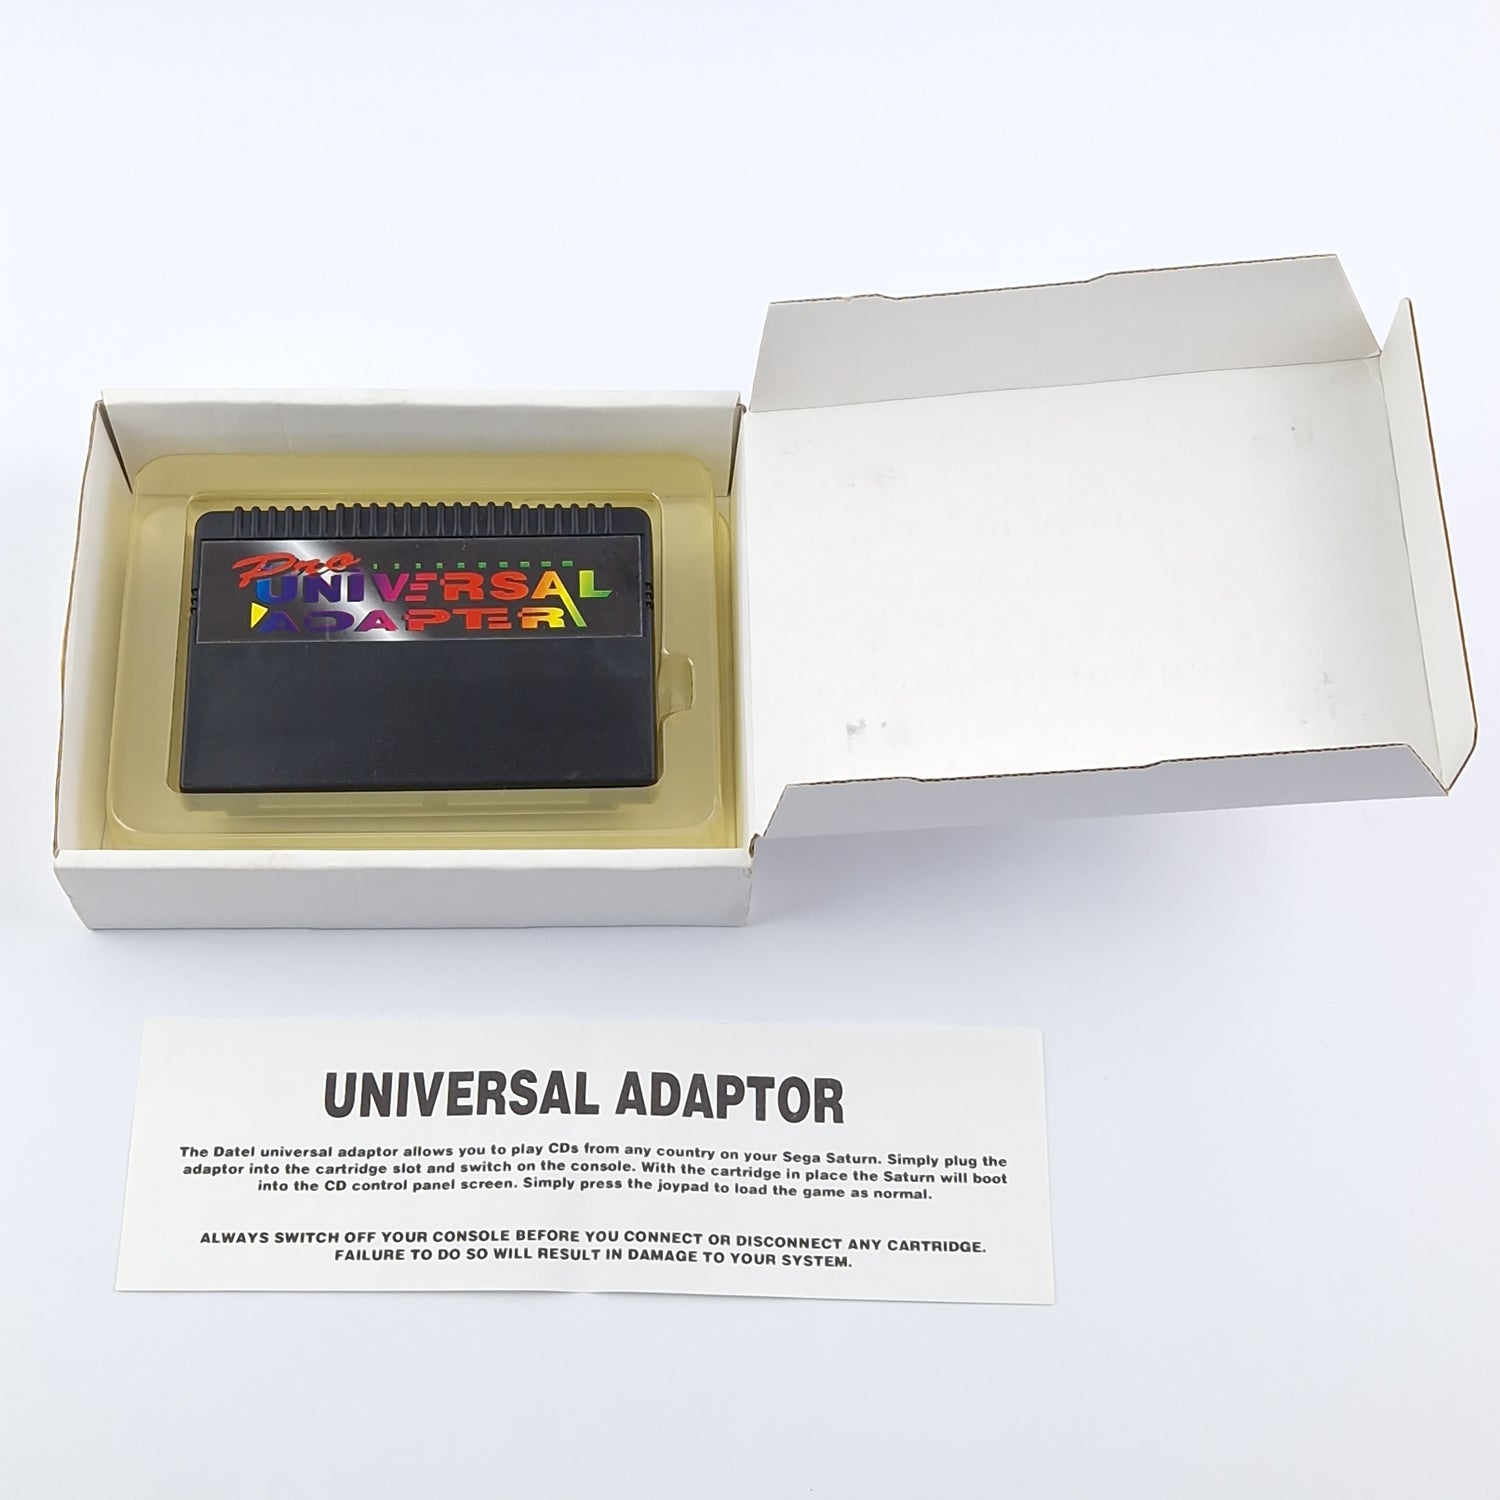 Pro
UNIVERSAL
ADAPTER
UNIVERSAL ADAPTOR
The Datel universal adaptor allows you to play CDs from any country on your Sega Saturn. Simply plug the
adaptor into the cartridge slot and switch on the console. With the cartridge in place the Saturn will boot
into the CD control panel screen. Simply press the joypad to load the game as normal.
ALWAYS SWITCH OFF YOUR CONSOLE BEFORE YOU CONNECT OR DISCONNECT ANY CARTRIDGE.
FAILURE TO DO SO WILL RESULT IN DAMAGE TO YOUR SYSTEM.